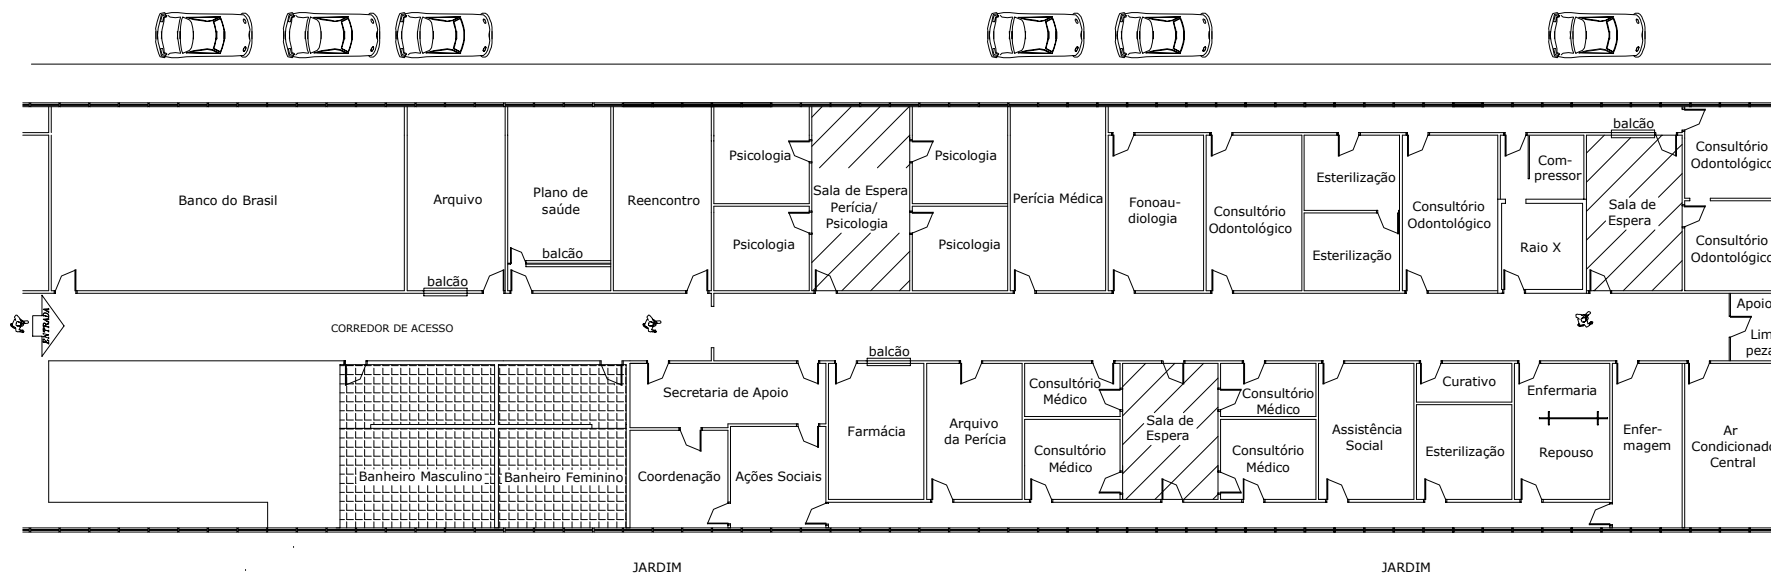 balcão
Consultório
Odontológico
Psicologia
Psicologia
Com-
pressor
Esterilização
Banco do Brasil
Arquivo
Plano de
saúde
Reencontro
Sala de Espera
Perícia/
Psicologia
Perícia Médica
Fonoau-
diologia
Consultório
Odontológico
Consultório
Odontológico
Sala de
Espera
Psicologia
Psicologia
Esterilização
Raio X
Consultório
Odontológico
balcão
balcão
ENTRADA
CORREDOR DE ACESSO
Apoio
Lim
peza
balcão
Secretaria de Apoio
Consultório
Médico
Consultório
Médico
Curativo
Enfermaria
Farmácia
Arquivo
da Perícia
Sala de
Espera
Assistência
Social
Enfer-
magem
Ar
Condicionado
Central
Banheiro Masculino
Banheiro Feminino
Coordenação
Ações Sociais
Consultório
Médico
Consultório
Médico
Esterilização
Repouso
JARDIM
JARDIM